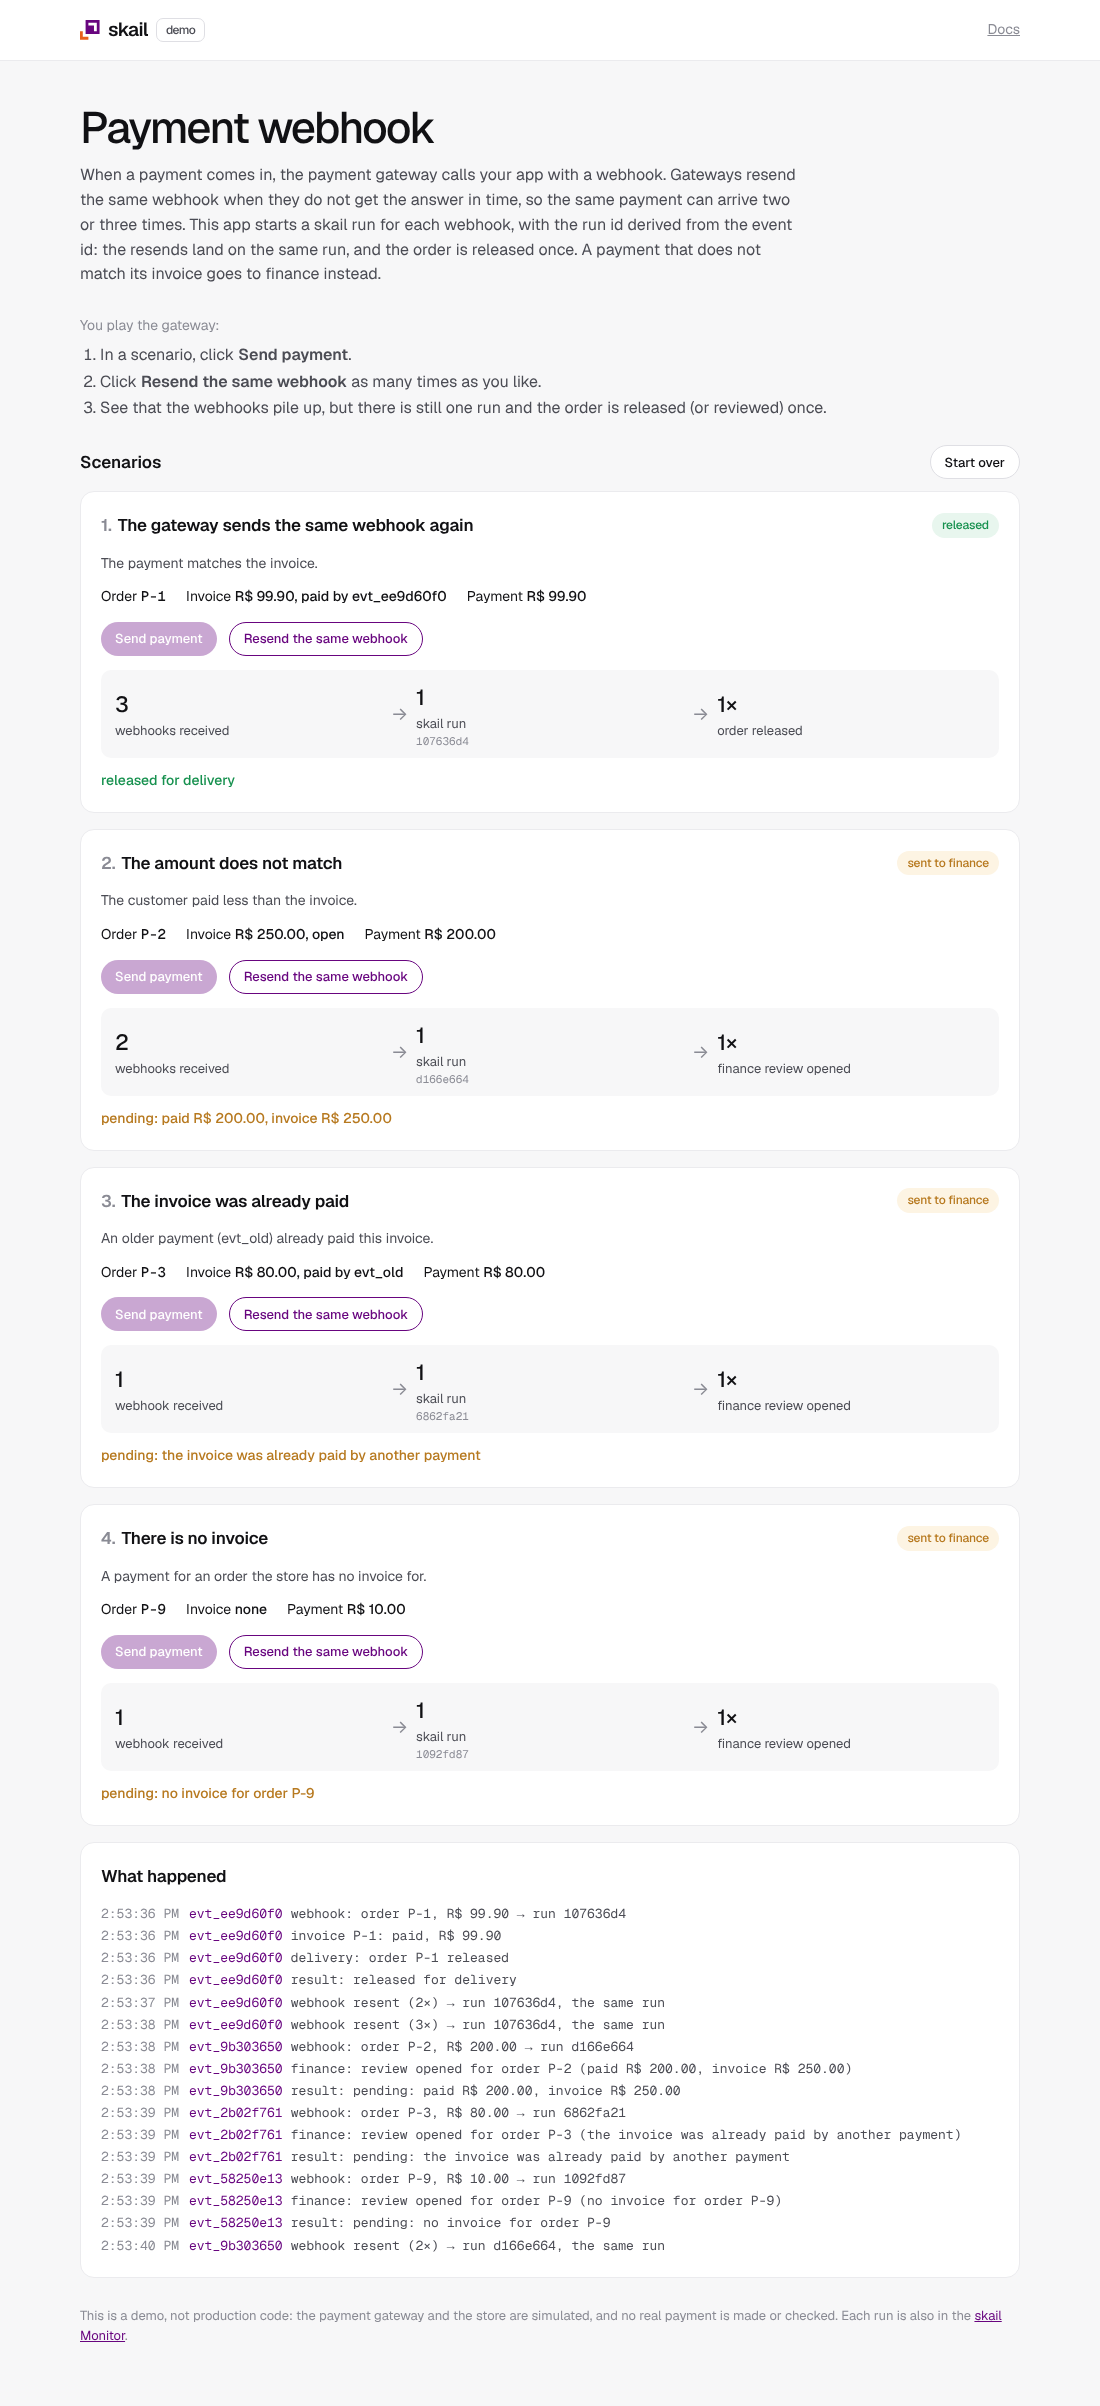 skail demo Docs
Payment webhook
When a payment comes in, the payment gateway calls your app with a webhook. Gateways resend
the same webhook when they do not get the answer in time, so the same payment can arrive two
or three times. This app starts a skail run for each webhook, with the run id derived from the event
id: the resends land on the same run, and the order is released once. A payment that does not
match its invoice goes to finance instead.
You play the gateway:
1. In a scenario, click Send payment.
2. Click Resend the same webhook as many times as you like.
3. See that the webhooks pile up, but there is still one run and the order is released (or reviewed) once.
Scenarios Start over
1. The gateway sends the same webhook again released
The payment matches the invoice.
Order P-1 Invoice R$ 99.90, paid by evt_ee9d60f0 Payment R$ 99.90
Send payment Resend the same webhook
3 → 1 → 1×
webhooks received skail run order released
107636d4
released for delivery
2. The amount does not match sent to finance
The customer paid less than the invoice.
Order P-2 Invoice R$ 250.00, open Payment R$ 200.00
Send payment Resend the same webhook
2 → 1 → 1×
webhooks received skail run finance review opened
d166e664
pending: paid R$ 200.00, invoice R$ 250.00
3. The invoice was already paid sent to finance
An older payment (evt_old) already paid this invoice.
Order P-3 Invoice R$ 80.00, paid by evt_old Payment R$ 80.00
Send payment Resend the same webhook
1 → 1 → 1×
webhook received skail run finance review opened
6862fa21
pending: the invoice was already paid by another payment
4. There is no invoice sent to finance
A payment for an order the store has no invoice for.
Order P-9 Invoice none Payment R$ 10.00
Send payment Resend the same webhook
1 → 1 → 1×
webhook received skail run finance review opened
1092fd87
pending: no invoice for order P-9
What happened
2:53:36 PM evt_ee9d60f0 webhook: order P-1, R$ 99.90 → run 107636d4
2:53:36 PM evt_ee9d60f0 invoice P-1: paid, R$ 99.90
2:53:36 PM evt_ee9d60f0 delivery: order P-1 released
2:53:36 PM evt_ee9d60f0 result: released for delivery
2:53:37 PM evt_ee9d60f0 webhook resent (2×) → run 107636d4, the same run
2:53:38 PM evt_ee9d60f0 webhook resent (3×) → run 107636d4, the same run
2:53:38 PM evt_9b303650 webhook: order P-2, R$ 200.00 → run d166e664
2:53:38 PM evt_9b303650 finance: review opened for order P-2 (paid R$ 200.00, invoice R$ 250.00)
2:53:38 PM evt_9b303650 result: pending: paid R$ 200.00, invoice R$ 250.00
2:53:39 PM evt_2b02f761 webhook: order P-3, R$ 80.00 → run 6862fa21
2:53:39 PM evt_2b02f761 finance: review opened for order P-3 (the invoice was already paid by another payment)
2:53:39 PM evt_2b02f761 result: pending: the invoice was already paid by another payment
2:53:39 PM evt_58250e13 webhook: order P-9, R$ 10.00 → run 1092fd87
2:53:39 PM evt_58250e13 finance: review opened for order P-9 (no invoice for order P-9)
2:53:39 PM evt_58250e13 result: pending: no invoice for order P-9
2:53:40 PM evt_9b303650 webhook resent (2×) → run d166e664, the same run
This is a demo, not production code: the payment gateway and the store are simulated, and no real payment is made or checked. Each run is also in the skail
Monitor.